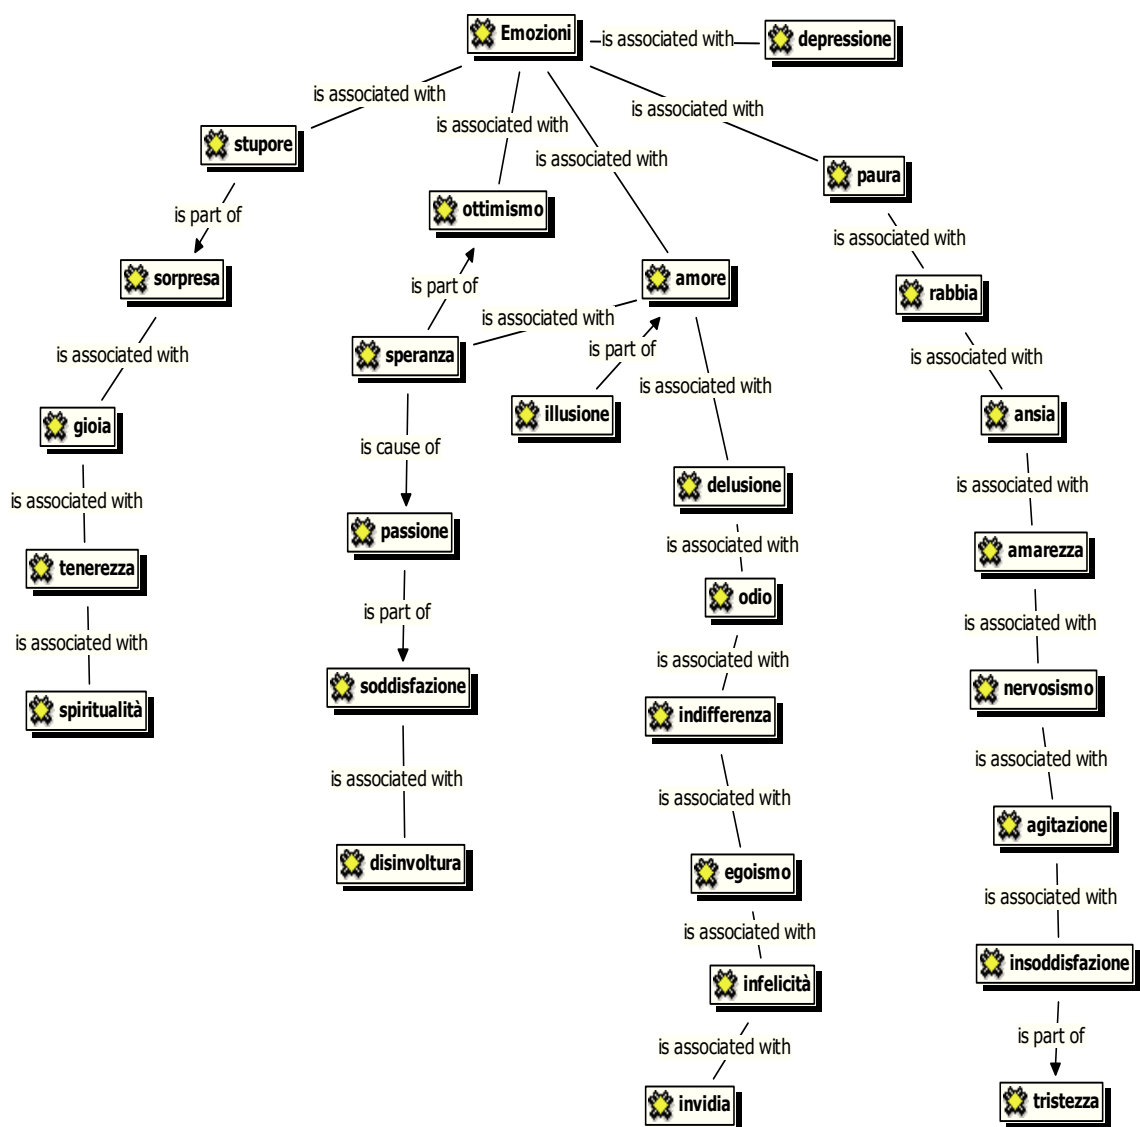 Emozioni
is associated with
depressione
is associated with
is associated with
is associated with
is associated with
stupore
paura
ottimismo
is part of
is associated with
sorpresa
amore
is part of
rabbia
is associated with
speranza
is part of
is associated with
is associated with
is associated with
gioia
illusione
ansia
is cause of
delusione
is associated with
is associated with
passione
is associated with
amarezza
tenerezza
odio
is part of
is associated with
is associated with
is associated with
soddisfazione
nervosismo
spiritualità
indifferenza
is associated with
is associated with
is associated with
agitazione
disinvoltura
egoismo
is associated with
is associated with
insoddisfazione
infelicità
is part of
is associated with
invidia
tristezza